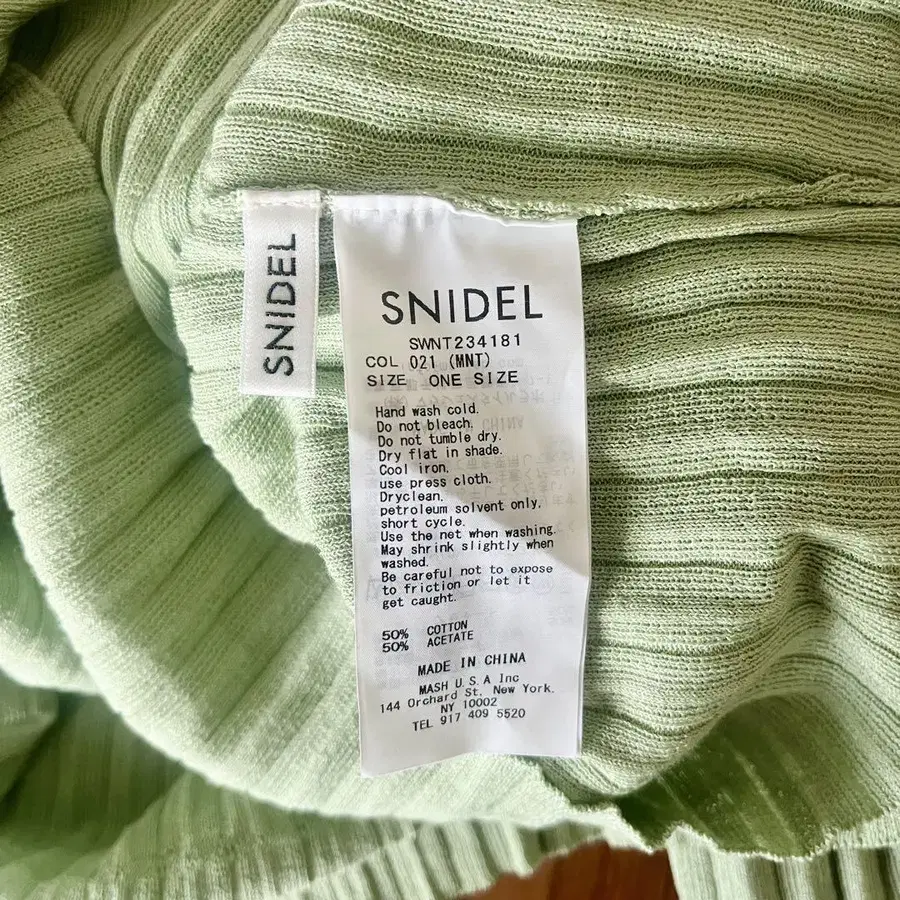 SNIDEL
SNIDEL
SWNT234181
COL 021 (MNT)
SIZE ONE SIZE
Hand wash cold.
Do not bleach.
Do not tumble dry.
Dry flat in shade.
Cool iron.
use press cloth.
Dryclean.
petroleum solvent only.
short cycle.
Use the net when washing.
May shrink slightly when
washed.
Be careful not to expose
to friction or let it
get caught.
50% COTTON
50% ACETATE
MADE IN CHINA
MASH U.S.A Inc
144 Orchard St. New York.
NY 10002
TEL 917 409 5520